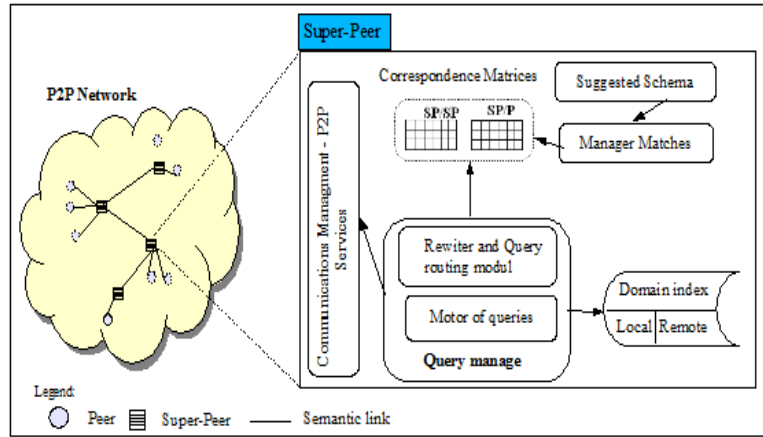 Super-Peer
P2P Network
Communications Managment - P2P
Services
Correspondence Matrices
SP/SP
SP/P
Suggested Schema
Manager Matches
Rewiter and Query
routing modul
Motor of queries
Query manage
Domain index
Local
Remote
Legend:
Peer
Super-Peer
Semantic link